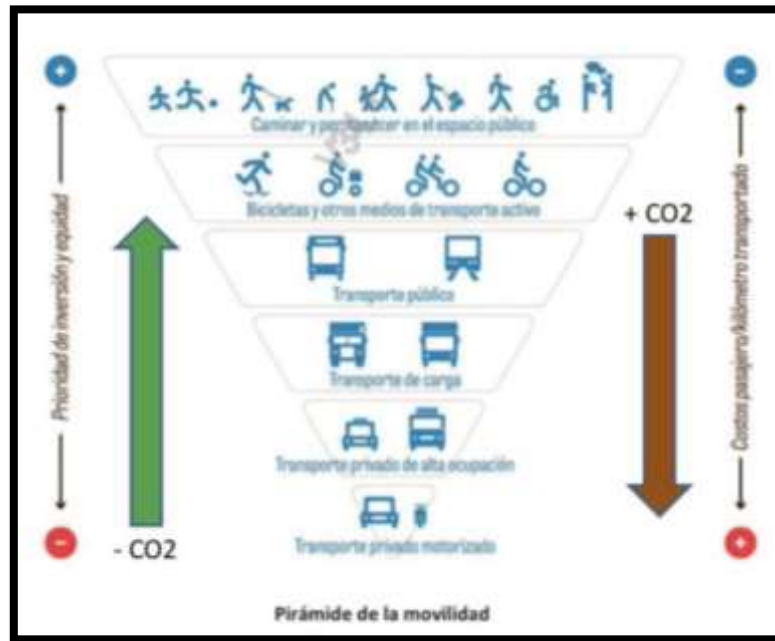 +
-
Caminar y permanecer en el espacio público
Bicicletas y otros medios de transporte activo
+ CO2
Transporte público
Prioridad de inversión y equidad
Costos pasajero/kilómetro transportado
Transporte de carga
Transporte privado de alta ocupación
-
- CO2
Transporte privado motorizado
+
Pirámide de la movilidad